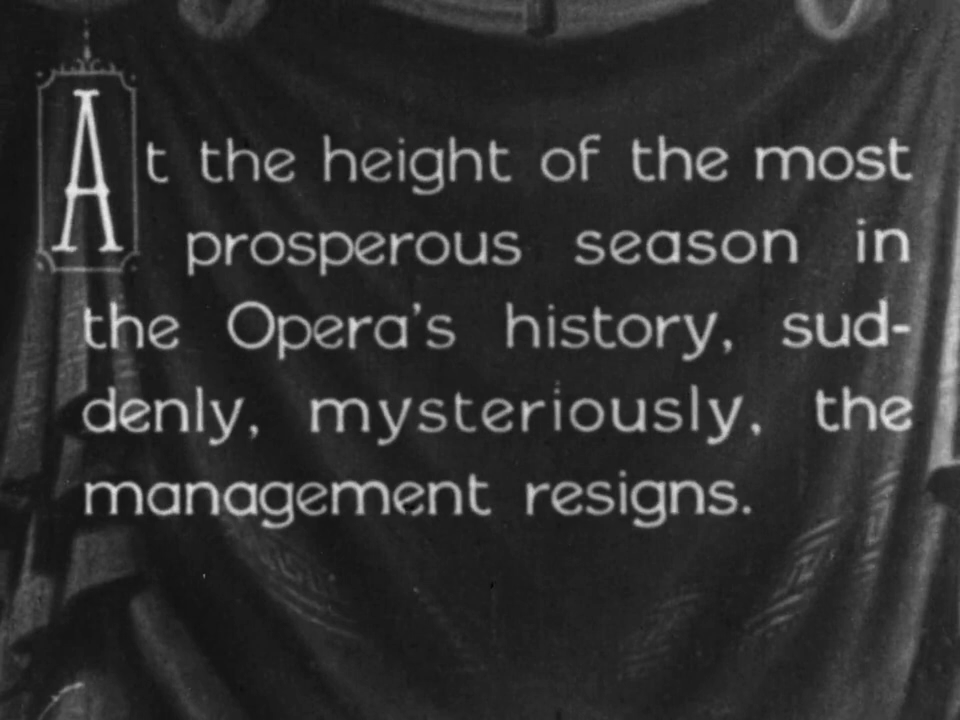 At the height of the most
prosperous season in
the Opera's history, sud-
denly, mysteriously, the
management resigns.